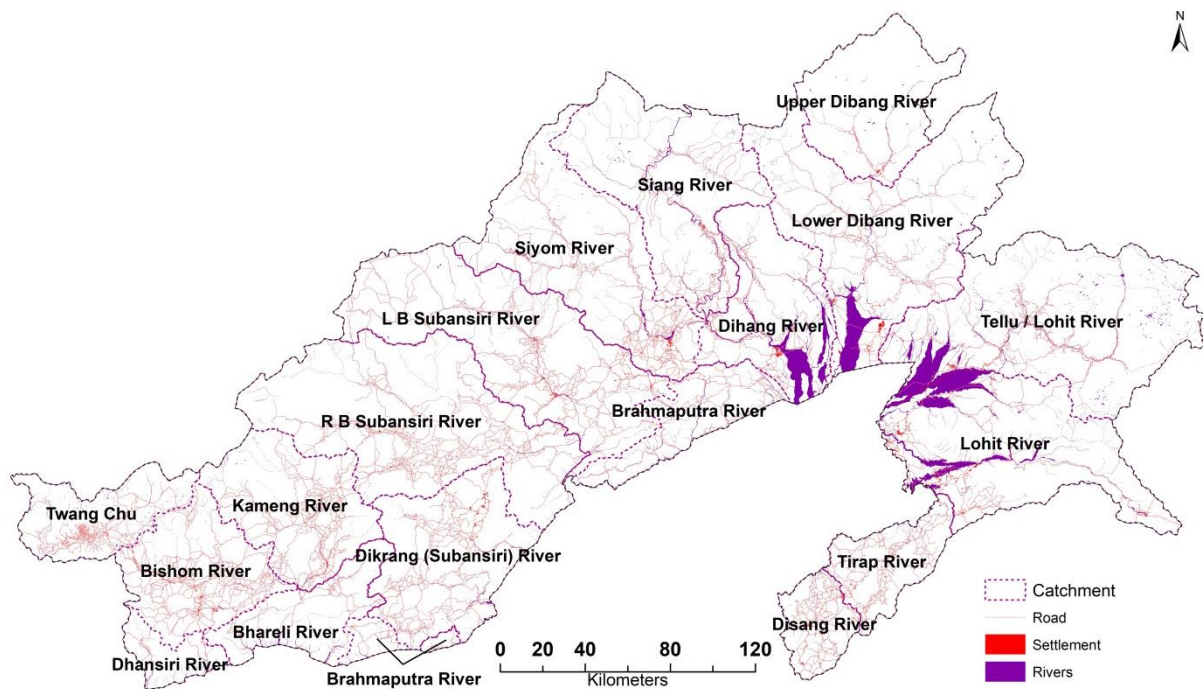 N
Upper Dibang River
Siang River
Lower Dibang River
Siyom River
L B Subansiri River
Dihang River
Tellu / Lohit River
Brahmaputra River
R B Subansiri River
Lohit River
Kameng River
Twang Chu
Dikrang (Subansiri) River
Bishom River
Tirap River
Bhareli River
Disang River
Dhansiri River
Brahmaputra River
0 20 40 80 120
Kilometers
Catchment
Road
Settlement
Rivers